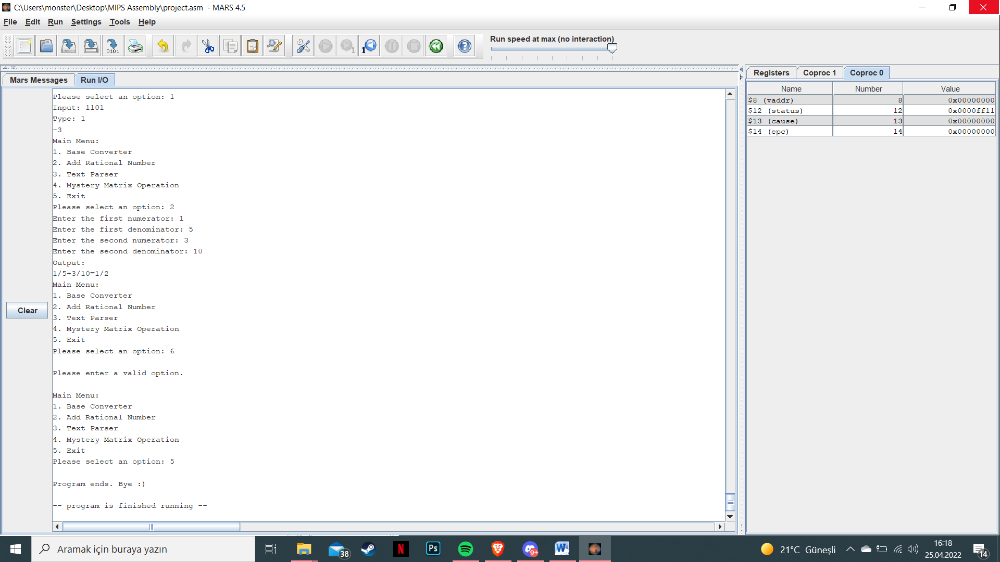 C:\Users\monster\Desktop\MIPS Assembly\project.asm - MARS 4.5
File Edit Run Settings Tools Help
Run speed at max (no interaction)
Mars Messages Run I/O
Please select an option: 1
Input: 1101
Type: 1
-3
Main Menu:
1. Base Converter
2. Add Rational Number
3. Text Parser
4. Mystery Matrix Operation
5. Exit
Please select an option: 2
Enter the first numerator: 1
Enter the first denominator: 5
Enter the second numerator: 3
Enter the second denominator: 10
Output:
1/5+3/10=1/2
Main Menu:
1. Base Converter
2. Add Rational Number
3. Text Parser
4. Mystery Matrix Operation
5. Exit
Please select an option: 6
Please enter a valid option.
Main Menu:
1. Base Converter
2. Add Rational Number
3. Text Parser
4. Mystery Matrix Operation
5. Exit
Please select an option: 5
Program ends. Bye :)
-- program is finished running --
Clear
Registers Coproc 1 Coproc 0
Name Number Value
$8 (vaddr) 8 0x00000000
$12 (status) 12 0x0000ff11
$13 (cause) 13 0x00000000
$14 (epc) 14 0x00000000
Aramak için buraya yazın
38
N
Ps
9+
W
21°C Güneşli
16:18
25.04.2022
14